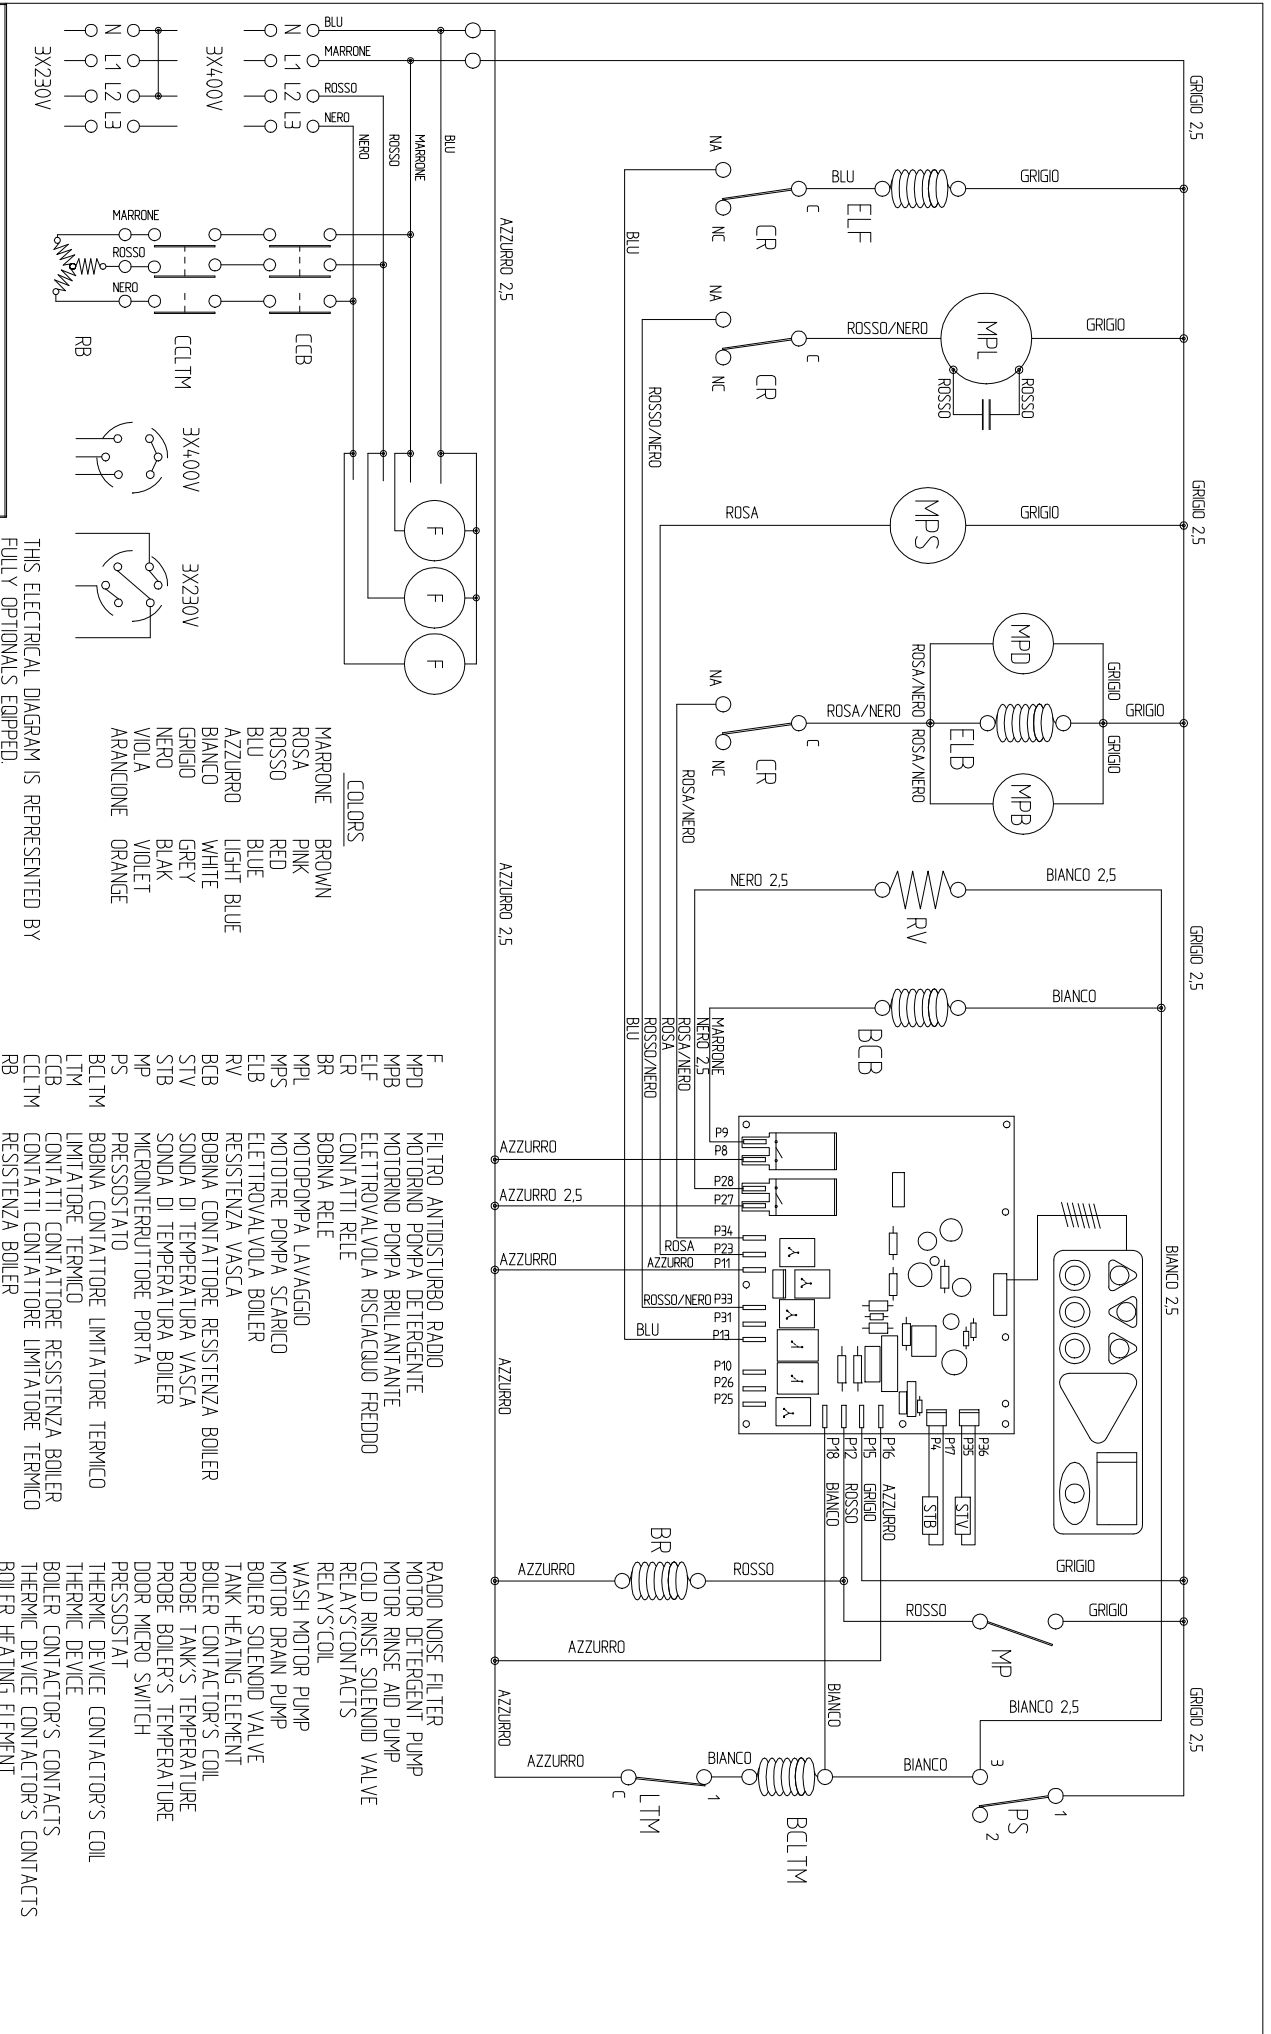 GRIGIO 2,5
GRIGIO 2,5
GRIGIO 2,5
GRIGIO 2,5
BIANCO 2,5
GRIGIO
GRIGIO
GRIGIO
GRIGIO
GRIGIO
GRIGIO
BIANCO 2,5
BIANCO
GRIGIO
GRIGIO
BIANCO 2,5
1
PS
2
3
MP
ROSSO
BIANCO
ELF
BLU
MPL
ROSSO
ROSSO
ROSSO/NERO
MPS
ROSA
MPD
ELB
MPB
ROSA/NERO
ROSA/NERO
ROSA/NERO
RV
NERO 2,5
BCB
P36
P35
P17
P4
STV
STB
P16
P15
P12
P18
AZZURRO
GRIGIO
ROSSO
BIANCO
BIANCO
BCLTM
BIANCO
1
LTM
C
AZZURRO
BR
ROSSO
AZZURRO
AZZURRO
C
CR
NA
NC
C
CR
NA
NC
C
CR
NA
NC
P9
P8
P28
P27
P34
P23
P11
P33
P31
P13
P10
P26
P25
MARRONE
NERO 2,5
ROSA/NERO
ROSA
ROSSO/NERO
BLU
ROSA
AZZURRO
ROSSO/NERO
BLU
BLU
ROSSO/NERO
ROSA/NERO
AZZURRO
AZZURRO 2,5
AZZURRO
AZZURRO 2,5
AZZURRO 2,5
AZZURRO
AZZURRO
BLU
MARRONE
ROSSO
NERO
N L1 L2 L3
3X400V
N L1 L2 L3
3X230V
BLU
MARRONE
ROSSO
NERO
F
F
F
CCB
CCLTM
RB
MARRONE
ROSSO
NERO
3X400V
3X230V
COLORS
MARRONE BROWN
ROSA PINK
ROSSO RED
BLU BLUE
AZZURRO LIGHT BLUE
BIANCO WHITE
GRIGIO GREY
NERO BLAK
VIOLA VIOLET
ARANCIONE ORANGE
THIS ELECTRICAL DIAGRAM IS REPRESENTED BY
FULLY OPTIONALS EQIPPED.
F FILTRO ANTIDISTURBO RADIO RADIO NOISE FILTER
MPD MOTORINO POMPA DETERGENTE MOTOR DETERGENT PUMP
MPB MOTORINO POMPA BRILLANTANTE MOTOR RINSE AID PUMP
ELF ELETTROVALVOLA RISCIACQUO FREDDO COLD RINSE SOLENOID VALVE
CR CONTATTI RELE RELAYS'CONTACTS
BR BOBINA RELE RELAYS'COIL
MPL MOTOPOMPA LAVAGGIO WASH MOTOR PUMP
MPS MOTOTRE POMPA SCARICO MOTOR DRAIN PUMP
ELB ELETTROVALVOLA BOILER BOILER SOLENOID VALVE
RV RESISTENZA VASCA TANK HEATING ELEMENT
BCB BOBINA CONTATTORE RESISTENZA BOILER BOILER CONTACTOR'S COIL
STV SONDA DI TEMPERATURA VASCA PROBE TANK'S TEMPERATURE
STB SONDA DI TEMPERATURA BOILER PROBE BOILER'S TEMPERATURE
MP MICROINTERRUTTORE PORTA DOOR MICRO SWITCH
PS PRESSOSTATO PRESSOSTAT
BCLTM BOBINA CONTATTORE LIMITATORE TERMICO THERMIC DEVICE CONTACTOR'S COIL
LTM LIMITATORE TERMICO THERMIC DEVICE
CCB CONTATTI CONTATTORE RESISTENZA BOILER BOILER CONTACTOR'S CONTACTS
CCLTM CONTATTI CONTATTORE LIMITATORE TERMICO THERMIC DEVICE CONTACTOR'S CONTACTS
RB RESISTENZA BOILER BOILER HEATING ELEMENT